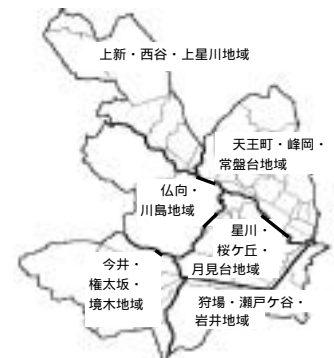 上新・西谷・上星川地域
天王町・峰岡・
常盤台地域
仏向・
川島地域
星川・
桜ケ丘・
月見台地域
今井・
権太坂・
境木地域
狩場・瀬戸ケ谷・
岩井地域